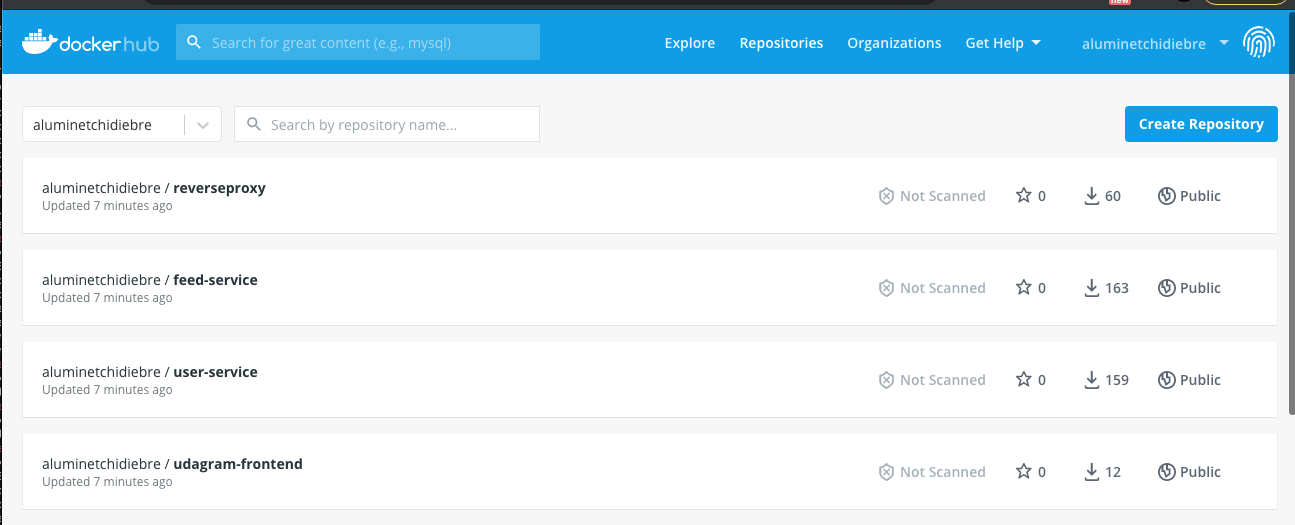 new
dockerhub
Search for great content (e.g., mysql)
Explore Repositories Organizations Get Help aluminetchidiebre
aluminetchidiebre
Search by repository name...
Create Repository
aluminetchidiebre / reverseproxy
Updated 7 minutes ago
Not Scanned 0 60 Public
aluminetchidiebre / feed-service
Updated 7 minutes ago
Not Scanned 0 163 Public
aluminetchidiebre / user-service
Updated 7 minutes ago
Not Scanned 0 159 Public
aluminetchidiebre / udagram-frontend
Updated 7 minutes ago
Not Scanned 0 12 Public